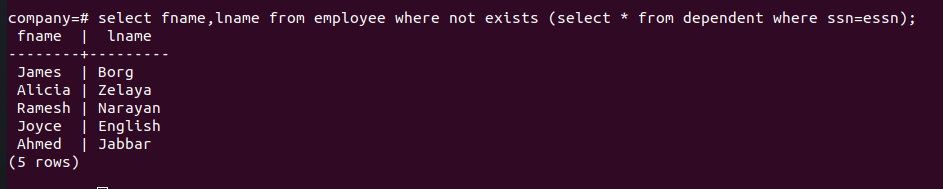 company=# select fname,lname from employee where not exists (select * from dependent where ssn=essn);
 fname  |  lname
--------+---------
 James  | Borg
 Alicia | Zelaya
 Ramesh | Narayan
 Joyce  | English
 Ahmed  | Jabbar
(5 rows)